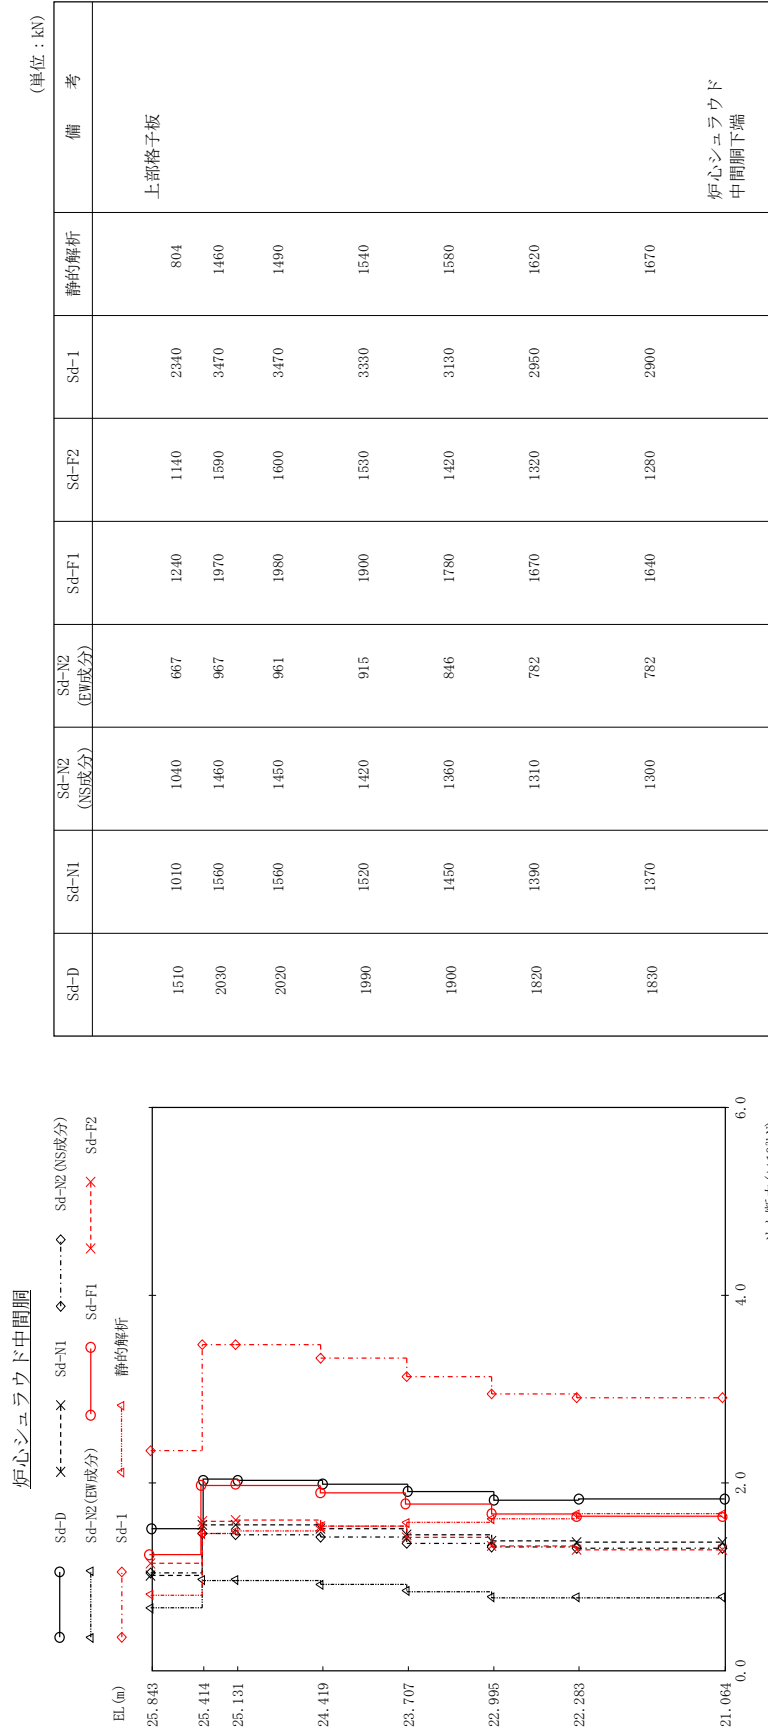 炉心シュラウド中間胴
Sd-D
Sd-N1
Sd-N2(NS成分)
Sd-N2(EW成分)
Sd-F1
Sd-F2
Sd-1
静的解析
EL(m)
25.843
25.414
25.131
24.419
23.707
22.995
22.283
21.064
0.0
2.0
4.0
6.0
(単位：kN)
Sd-D Sd-N1 Sd-N2 (NS成分) Sd-N2 (EW成分) Sd-F1 Sd-F2 Sd-1 静的解析 備 考
上部格子板
1510 1010 1040 667 1240 1140 2340 804
2030 1560 1460 967 1970 1590 3470 1460
2020 1560 1450 961 1980 1600 3470 1490
1990 1520 1420 915 1900 1530 3330 1540
1900 1450 1360 846 1780 1420 3130 1580
1820 1390 1310 782 1670 1320 2950 1620
1830 1370 1300 782 1640 1280 2900 1670
炉心シュラウド
中間胴下端